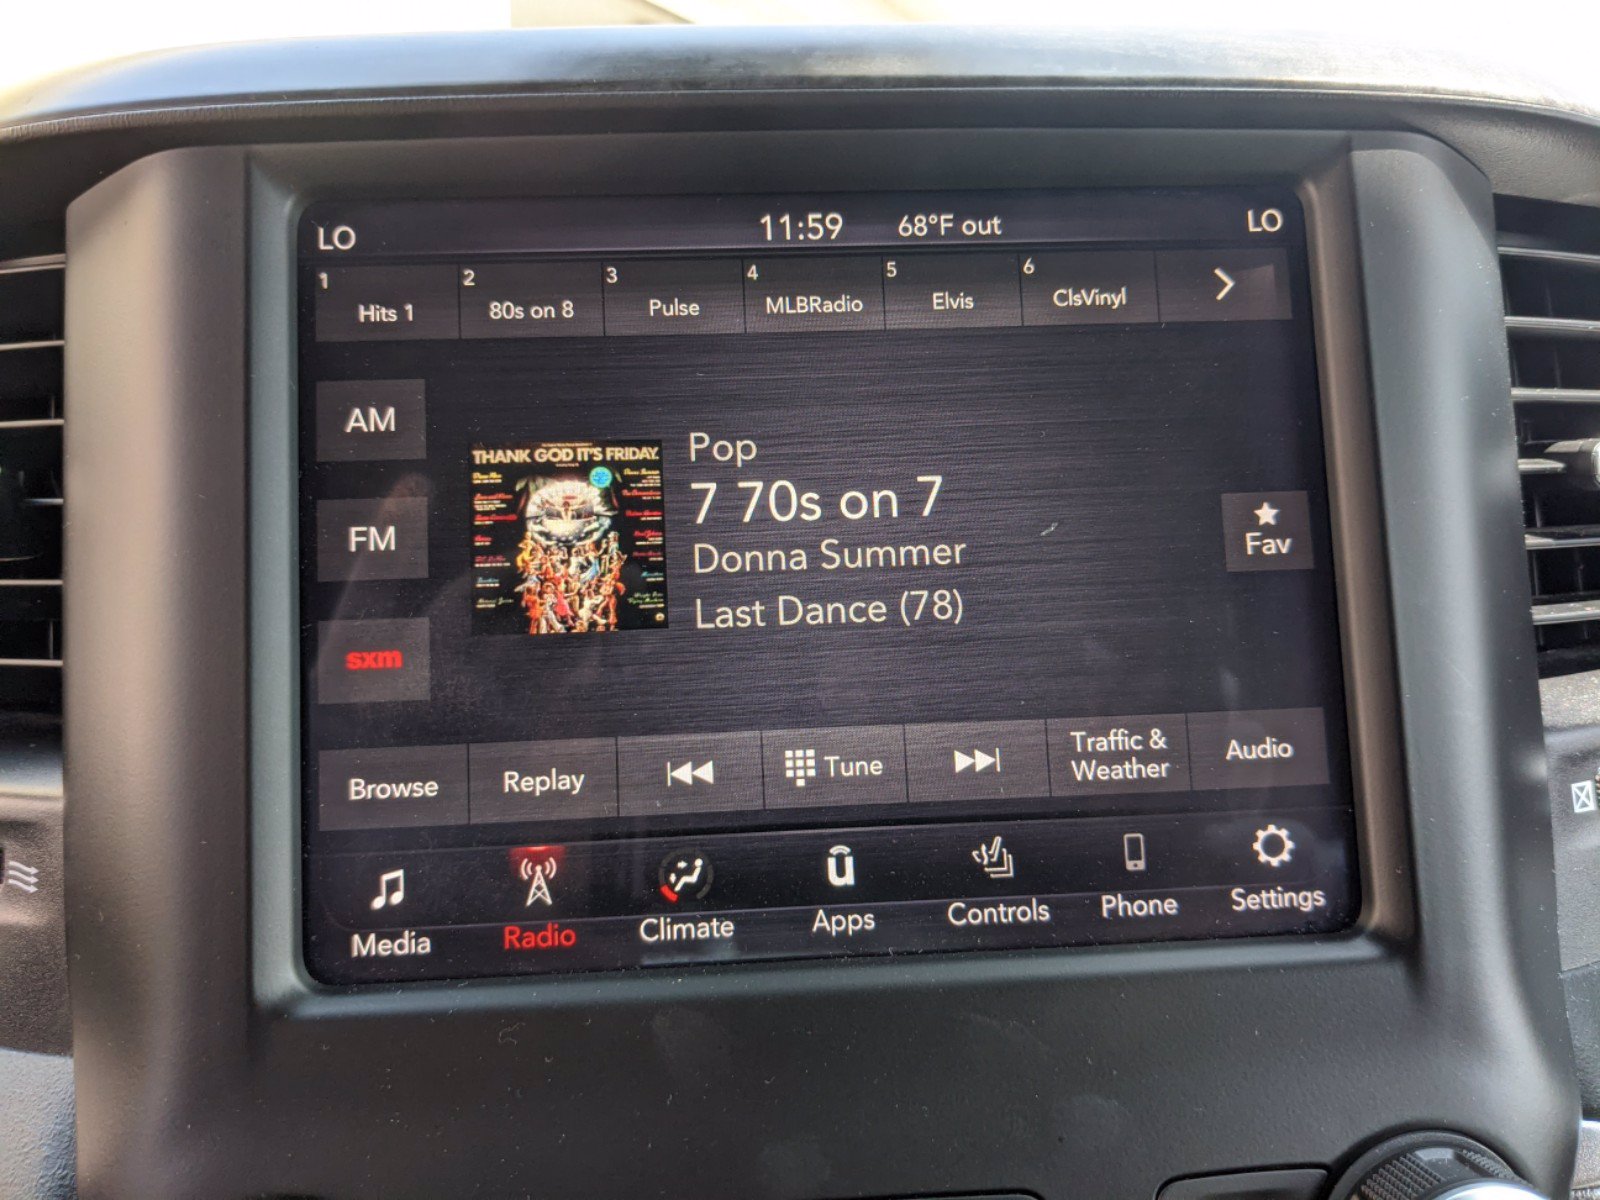 LO 11:59 68°F out LO
1 2 3 4 5 6
Hits 1 80s on 8 Pulse MLBRadio Elvis ClsVinyl
AM
FM
sxm
THANK GOD IT'S FRIDAY
Pop
7 70s on 7
Donna Summer
Last Dance (78)
Fav
Browse Replay Tune Traffic & Weather Audio
Media Radio Climate Apps Controls Phone Settings